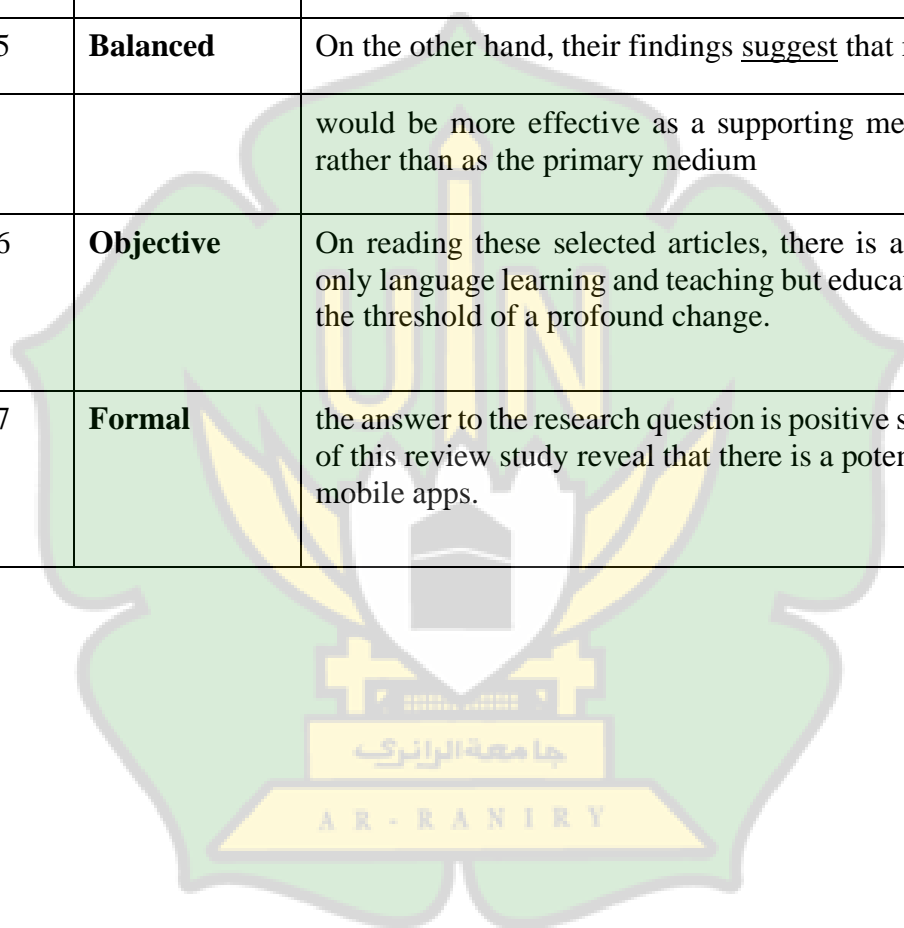 5 Balanced On the other hand, their findings suggest that
would be more effective as a supporting
rather than as the primary medium
6 Objective On reading these selected articles, there is a
only language learning and teaching but
the threshold of a profound change.
7 Formal the answer to the research question is positive
of this review study reveal that there is a
mobile apps.
UIN
جامعة الرانري
AR-RANIRY